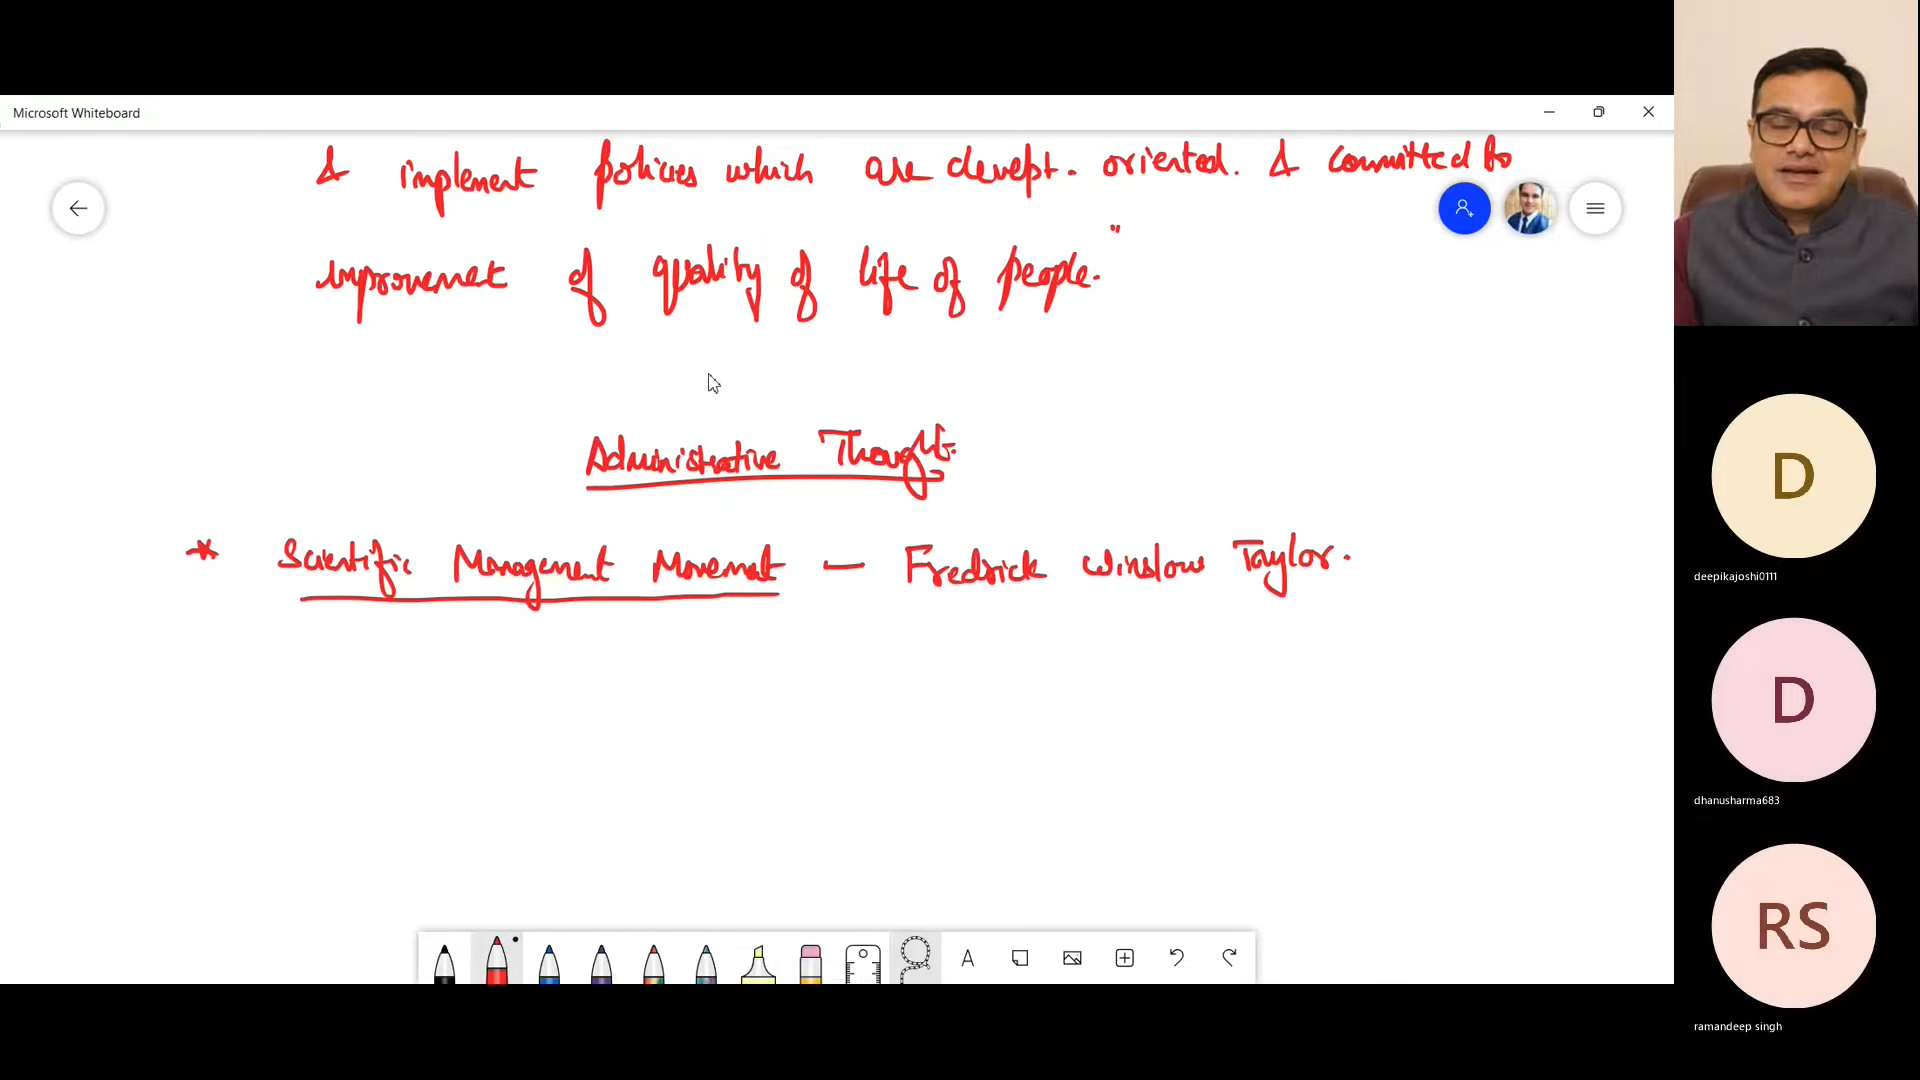 Microsoft Whiteboard
& implement policies which are develpt. oriented. & committed to
improvement of quality of life of people."
Administrative Thought.
* Scientific Management Movement — Fredrick Winslow Taylor.
D
deepikajoshi0111
D
dhanusharma683
RS
ramandeep singh
A